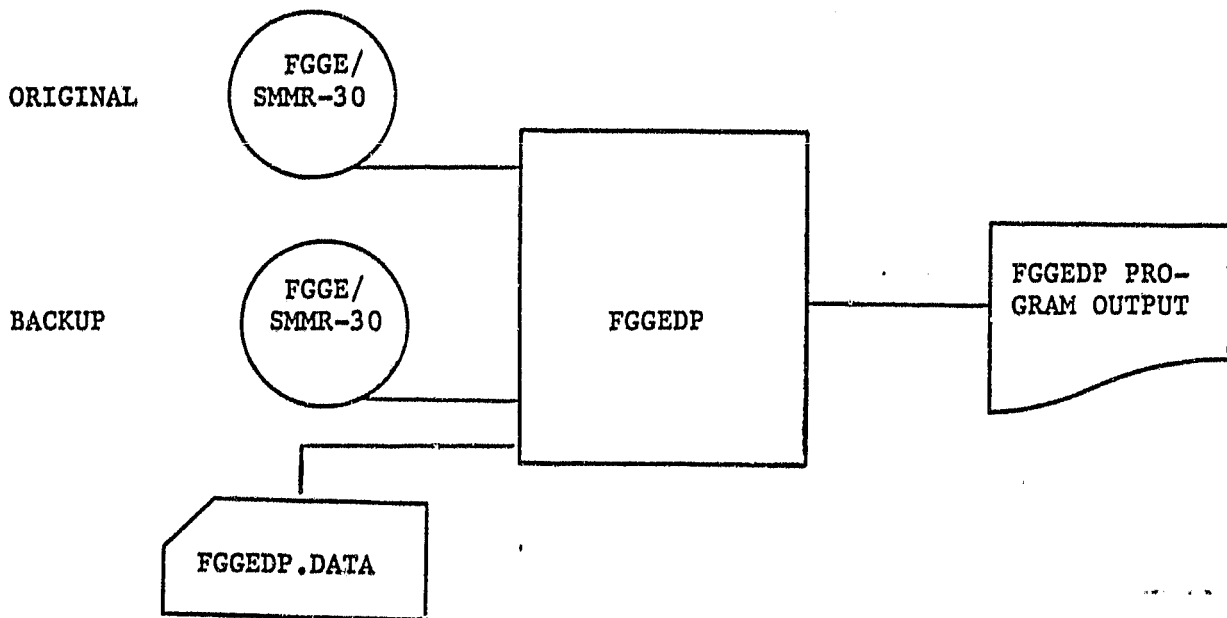 ORIGINAL
FGGE/
SMMR-30
BACKUP
FGGE/
SMMR-30
FGGEDP
FGGEDP PRO-
GRAM OUTPUT
FGGEDP.DATA